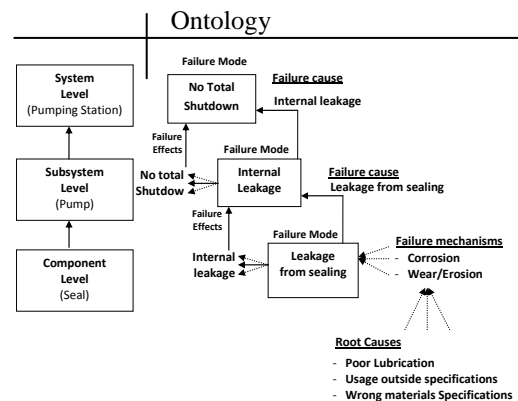 Ontology
Failure Mode
System
Level
(Pumping Station)
No Total
Shutdown
Failure cause
Internal leakage
Failure
Effects
Failure Mode
Subsystem
Level
(Pump)
No total
Shutdow
Internal
Leakage
Failure cause
Leakage from sealing
Failure
Effects
Failure Mode
Component
Level
(Seal)
Internal
leakage
Leakage
from sealing
Failure mechanisms
- Corrosion
- Wear/Erosion
Root Causes
- Poor Lubrication
- Usage outside specifications
- Wrong materials Specifications